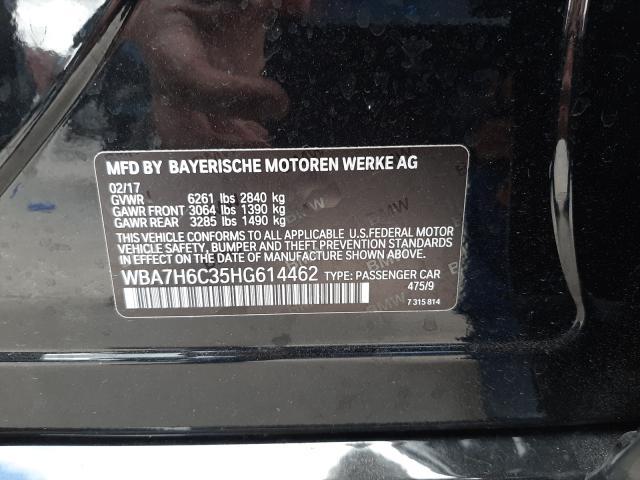 MFD BY BAYERISCHE MOTOREN WERKE AG
02/17
GVWR 6261 lbs 2840 kg
GAWR FRONT 3064 lbs 1390 kg
GAWR REAR 3285 lbs 1490 kg
THIS VEHICLE CONFORMS TO ALL APPLICABLE U.S.FEDERAL MOTOR
VEHICLE SAFETY, BUMPER AND THEFT PREVENTION STANDARDS
IN EFFECT ON THE DATE OF MANUFACTURE SHOWN ABOVE.
WBA7H6C35HG614462 TYPE: PASSENGER CAR
475/9
7 315 814